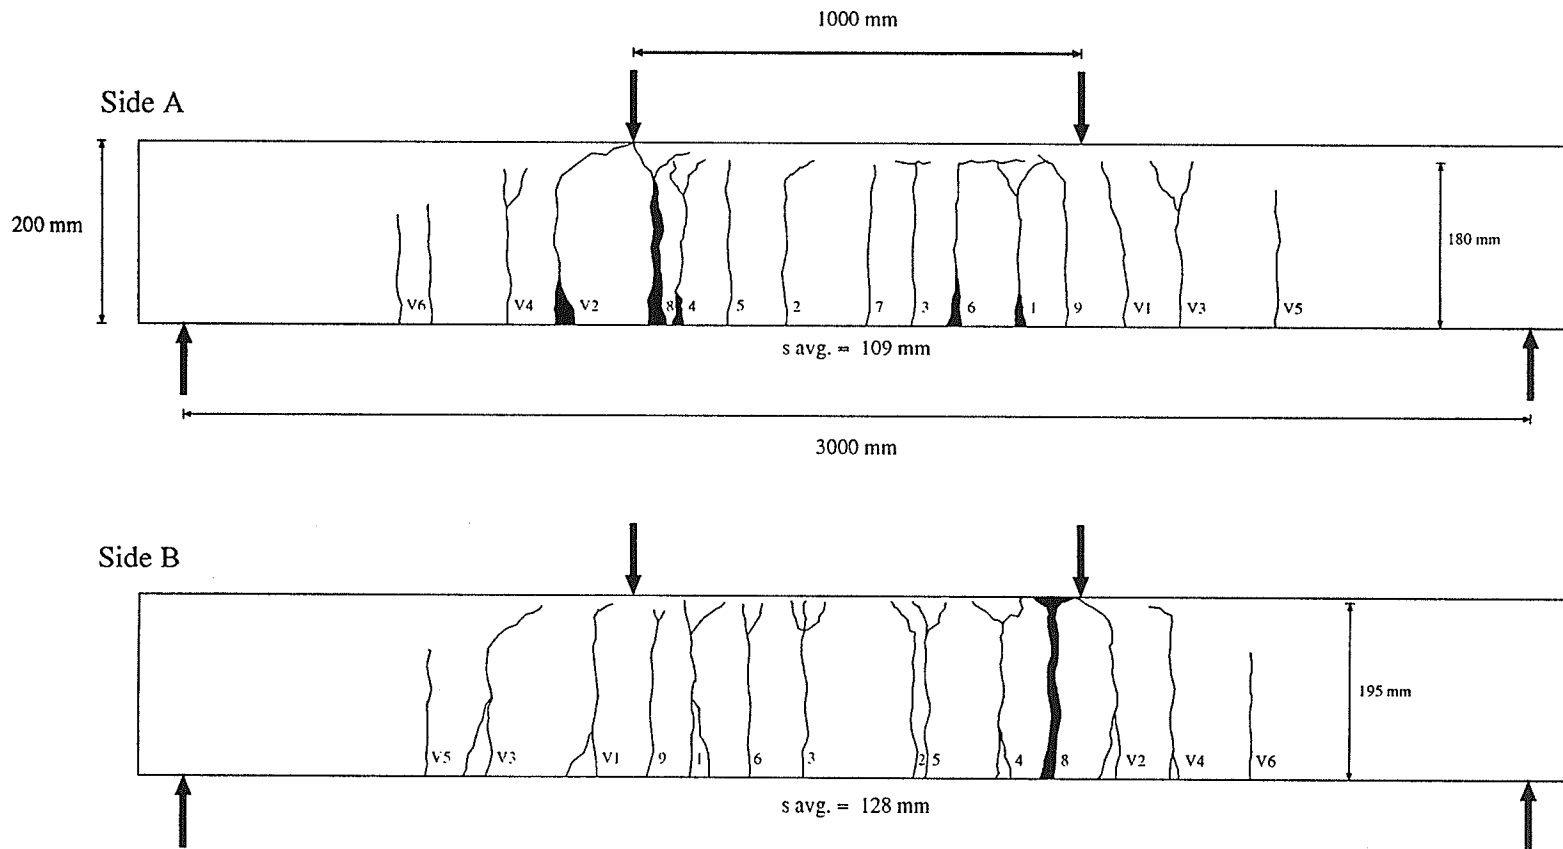 1000 mm
Side A
200 mm
180 mm
V6 V4 V2 8 4 5 2 7 3 6 1 9 V1 V3 V5
s avg. = 109 mm
3000 mm
Side B
195 mm
V5 V3 V1 9 1 6 3 2 5 4 8 V2 V4 V6
s avg. = 128 mm